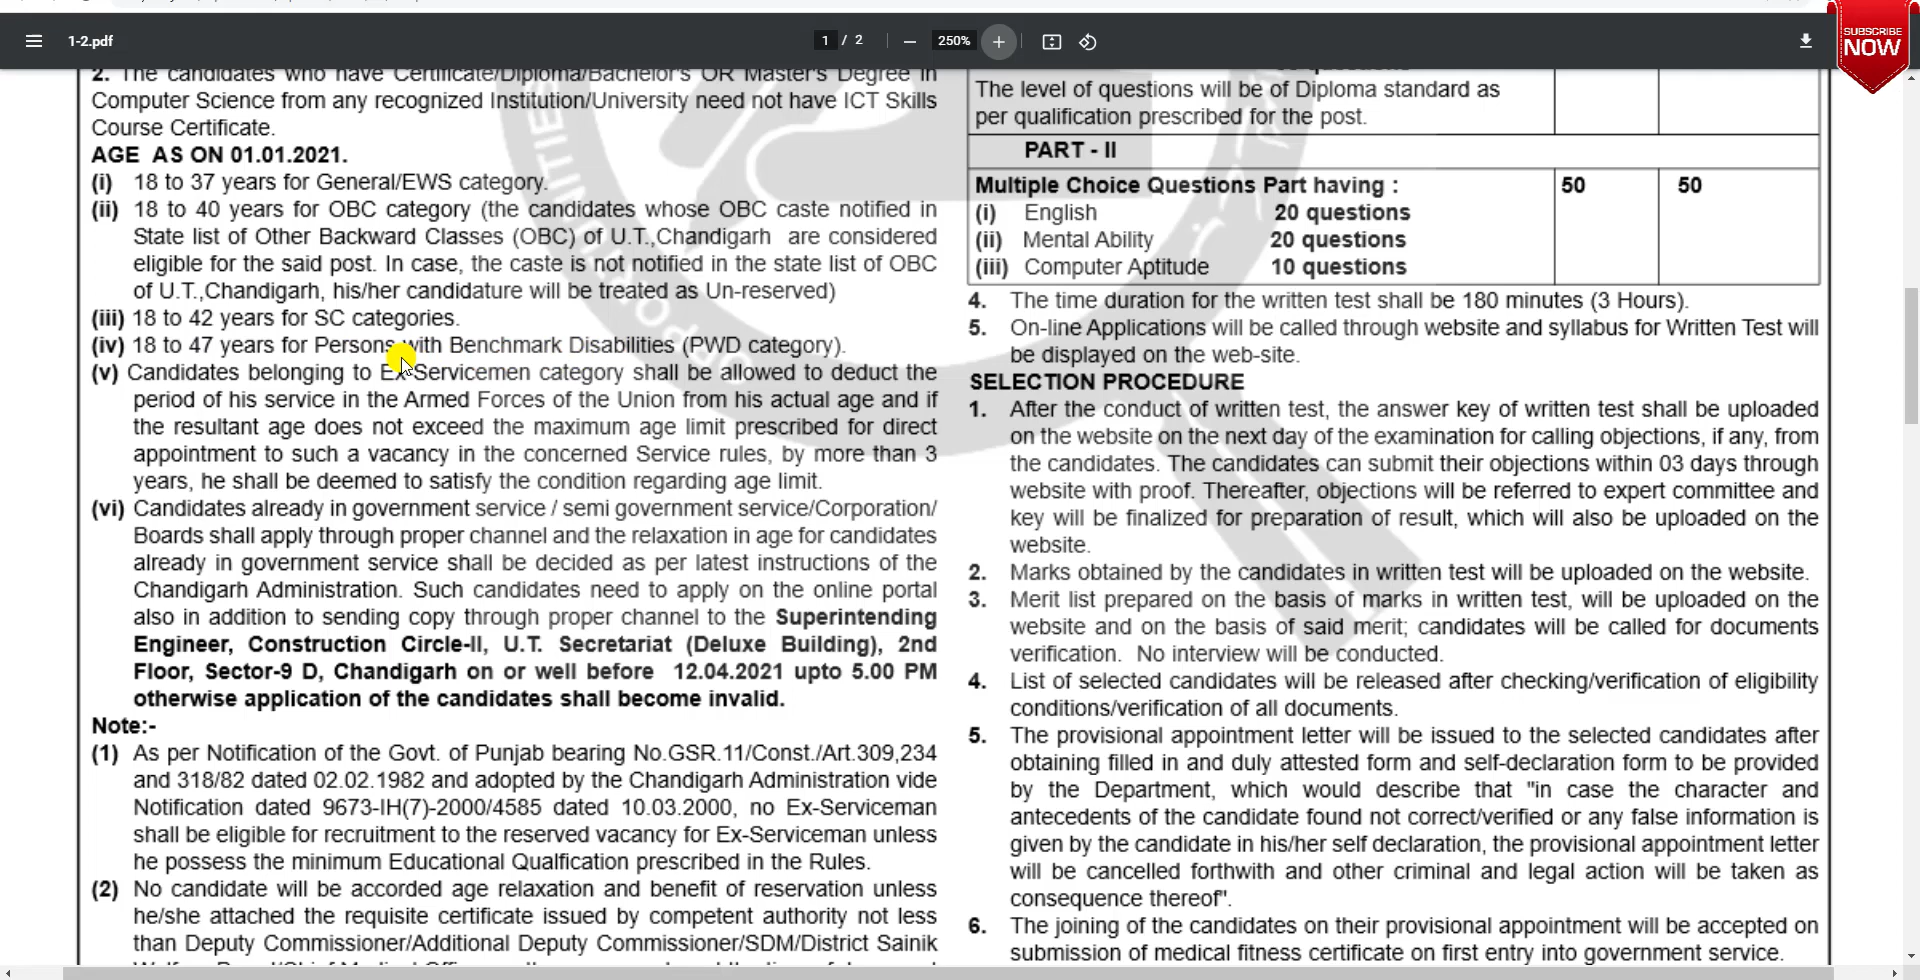 1-2.pdf
1 / 2
250%
SUBSCRIBE
NOW
2. The candidates who have Certificate/Diploma/Bachelor's OR Master's Degree in
Computer Science from any recognized Institution/University need not have ICT Skills
Course Certificate.
AGE AS ON 01.01.2021.
(i) 18 to 37 years for General/EWS category.
(ii) 18 to 40 years for OBC category (the candidates whose OBC caste notified in
State list of Other Backward Classes (OBC) of U.T.,Chandigarh are considered
eligible for the said post. In case, the caste is not notified in the state list of OBC
of U.T.,Chandigarh, his/her candidature will be treated as Un-reserved)
(iii) 18 to 42 years for SC categories.
(iv) 18 to 47 years for Persons with Benchmark Disabilities (PWD category).
(v) Candidates belonging to Ex-Servicemen category shall be allowed to deduct the
period of his service in the Armed Forces of the Union from his actual age and if
the resultant age does not exceed the maximum age limit prescribed for direct
appointment to such a vacancy in the concerned Service rules, by more than 3
years, he shall be deemed to satisfy the condition regarding age limit.
(vi) Candidates already in government service / semi government service/Corporation/
Boards shall apply through proper channel and the relaxation in age for candidates
already in government service shall be decided as per latest instructions of the
Chandigarh Administration. Such candidates need to apply on the online portal
also in addition to sending copy through proper channel to the Superintending
Engineer, Construction Circle-II, U.T. Secretariat (Deluxe Building), 2nd
Floor, Sector-9 D, Chandigarh on or well before 12.04.2021 upto 5.00 PM
otherwise application of the candidates shall become invalid.
Note:-
(1) As per Notification of the Govt. of Punjab bearing No.GSR.11/Const./Art.309,234
and 318/82 dated 02.02.1982 and adopted by the Chandigarh Administration vide
Notification dated 9673-IH(7)-2000/4585 dated 10.03.2000, no Ex-Serviceman
shall be eligible for recruitment to the reserved vacancy for Ex-Serviceman unless
he possess the minimum Educational Qualfication prescribed in the Rules.
(2) No candidate will be accorded age relaxation and benefit of reservation unless
he/she attached the requisite certificate issued by competent authority not less
than Deputy Commissioner/Additional Deputy Commissioner/SDM/District Sainik
questions
The level of questions will be of Diploma standard as
per qualification prescribed for the post.
PART - II
Multiple Choice Questions Part having : 50 50
(i) English 20 questions
(ii) Mental Ability 20 questions
(iii) Computer Aptitude 10 questions
4. The time duration for the written test shall be 180 minutes (3 Hours).
5. On-line Applications will be called through website and syllabus for Written Test will
be displayed on the web-site.
SELECTION PROCEDURE
1. After the conduct of written test, the answer key of written test shall be uploaded
on the website on the next day of the examination for calling objections, if any, from
the candidates. The candidates can submit their objections within 03 days through
website with proof. Thereafter, objections will be referred to expert committee and
key will be finalized for preparation of result, which will also be uploaded on the
website.
2. Marks obtained by the candidates in written test will be uploaded on the website.
3. Merit list prepared on the basis of marks in written test, will be uploaded on the
website and on the basis of said merit; candidates will be called for documents
verification. No interview will be conducted.
4. List of selected candidates will be released after checking/verification of eligibility
conditions/verification of all documents.
5. The provisional appointment letter will be issued to the selected candidates after
obtaining filled in and duly attested form and self-declaration form to be provided
by the Department, which would describe that "in case the character and
antecedents of the candidate found not correct/verified or any false information is
given by the candidate in his/her self declaration, the provisional appointment letter
will be cancelled forthwith and other criminal and legal action will be taken as
consequence thereof".
6. The joining of the candidates on their provisional appointment will be accepted on
submission of medical fitness certificate on first entry into government service.